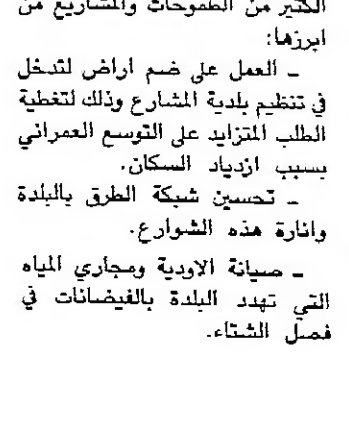 الكثير من الطموحات والمشاريع من
ابرزها:
ـ العمل على ضم اراض لتدخل
في تنظيم بلدية المشارع وذلك لتغطية
الطلب المتزايد على التوسع العمراني
بسبب ازدياد السكان.
ـ تحسين شبكة الطرق بالبلدة
وانارة هذه الشوارع.
ـ صيانة الاودية ومجاري المياه
التي تهدد البلدة بالفيضانات في
فصل الشتاء.